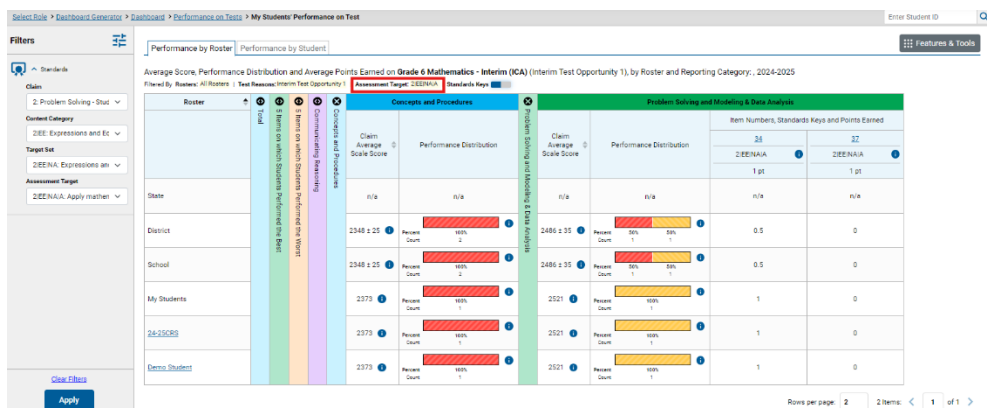 Select Role > Dashboard Generator > Dashboard > Performance on Tests > My Students' Performance on Test
Enter Student ID
Filters
Features & Tools
Standards
Claim
2: Problem Solving - Stud
Content Category
2|EE: Expressions and Ec
Target Set
2|EE|NA: Expressions an
Assessment Target
2|EE|NA|A: Apply mathen
Clear Filters
Apply
Performance by Roster
Performance by Student
Average Score, Performance Distribution and Average Points Earned on Grade 6 Mathematics - Interim (ICA) (Interim Test Opportunity 1), by Roster and Reporting Category: , 2024-2025
Filtered By Rosters: All Rosters | Test Reasons: Interim Test Opportunity 1 Assessment Target: 2|EE|NA|A Standards Keys
Roster
Total
5 Items on which Students Performed the Best
5 Items on which Students Performed the Worst
Communicating Reasoning
Concepts and Procedures
Concepts and Procedures
Problem Solving and Modeling & Data Analysis
Problem Solving and Modeling & Data Analysis
Claim Average Scale Score
Performance Distribution
Claim Average Scale Score
Performance Distribution
Item Numbers, Standards Keys and Points Earned
34 37
2|EE|NA|A 2|EE|NA|A
1 pt 1 pt
State n/a n/a n/a n/a n/a n/a
District 2348 ± 25 Percent 100% Count 2 2486 ± 35 Percent 50% 50% Count 1 1 0.5 0
School 2348 ± 25 Percent 100% Count 2 2486 ± 35 Percent 50% 50% Count 1 1 0.5 0
My Students 2373 Percent 100% Count 1 2521 Percent 100% Count 1 1 0
24-25CRS 2373 Percent 100% Count 1 2521 Percent 100% Count 1 1 0
Demo Student 2373 Percent 100% Count 1 2521 Percent 100% Count 1 1 0
Rows per page: 2 2 Items: < 1 of 1 >